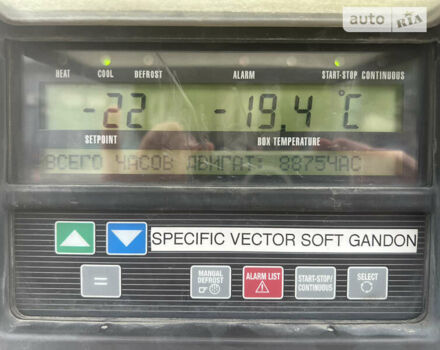 auto RIA
HEAT COOL DEFROST ALARM START-STOP CONTINUOUS
-22 -19,4 °C
SETPOINT BOX TEMPERATURE
ВСЕГО ЧАСОВ ДВИГАТ: 8875ЧАС
SPECIFIC VECTOR SOFT GANDON
=
MANUAL DEFROST
ALARM LIST
START-STOP/ CONTINUOUS
SELECT